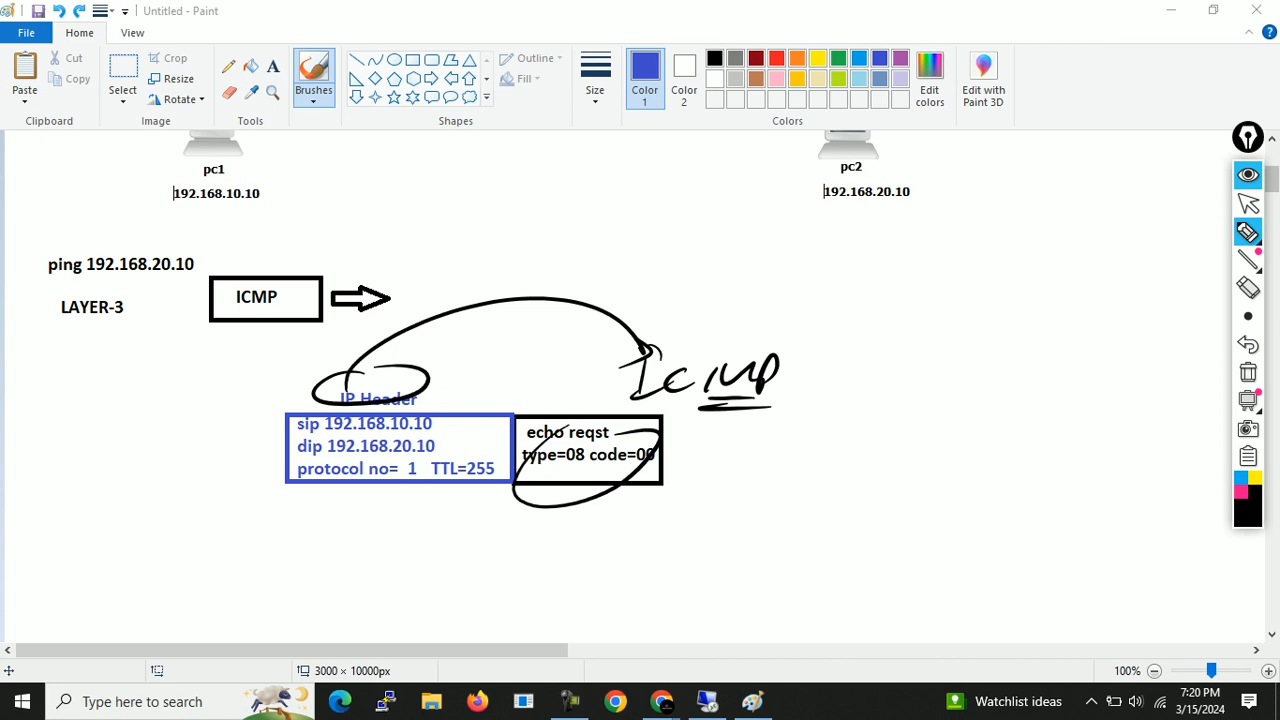 Untitled - Paint
File Home View
Paste Cut Copy
Clipboard
Select Crop Resize Rotate
Image
Tools
Brushes
Outline Fill
Shapes
Size
Color 1
Color 2
Edit colors
Colors
Edit with Paint 3D
pc1
192.168.10.10
pc2
192.168.20.10
ping 192.168.20.10
LAYER-3
ICMP
ICMP
IP Header
sip 192.168.10.10
dip 192.168.20.10
protocol no= 1 TTL=255
echo reqst
type=08 code=00
3000 × 10000px
100%
Type here to search
Watchlist ideas
7:20 PM
3/15/2024